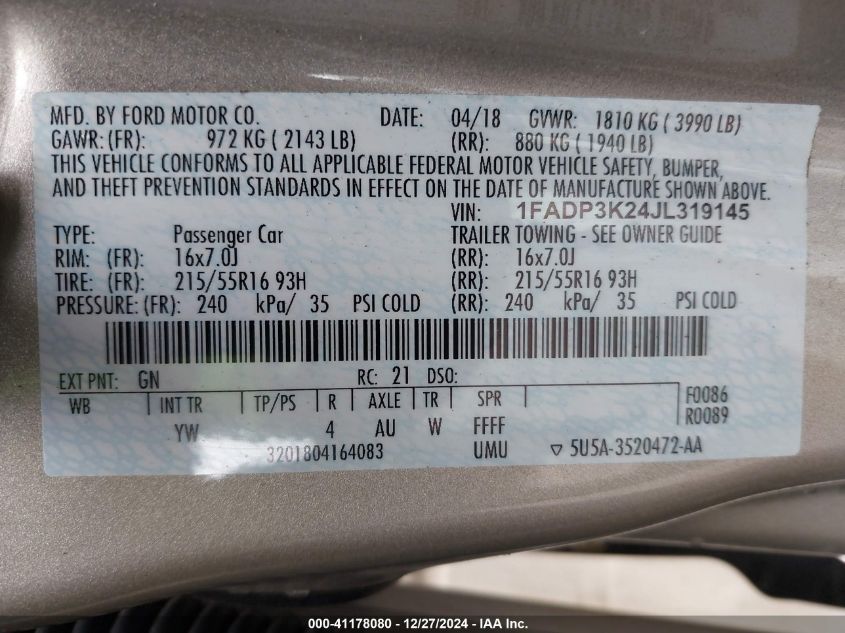 MFD. BY FORD MOTOR CO. DATE: 04/18 GVWR: 1810 KG ( 3990 LB)
GAWR: (FR): 972 KG ( 2143 LB) (RR): 880 KG ( 1940 LB)
THIS VEHICLE CONFORMS TO ALL APPLICABLE FEDERAL MOTOR VEHICLE SAFETY, BUMPER,
AND THEFT PREVENTION STANDARDS IN EFFECT ON THE DATE OF MANUFACTURE SHOWN ABOVE.
VIN: 1FADP3K24JL319145
TYPE: Passenger Car TRAILER TOWING - SEE OWNER GUIDE
RIM: (FR): 16x7.0J (RR): 16x7.0J
TIRE: (FR): 215/55R16 93H (RR): 215/55R16 93H
PRESSURE: (FR): 240 kPa/ 35 PSI COLD (RR): 240 kPa/ 35 PSI COLD
EXT PNT: GN RC: 21 DSO:
WB INT TR TP/PS R AXLE TR SPR F0086
R0089
YW 4 AU W FFFF
3201804164083 UMU ▽ 5U5A-3520472-AA
000-41178080 - 12/27/2024 - IAA Inc.